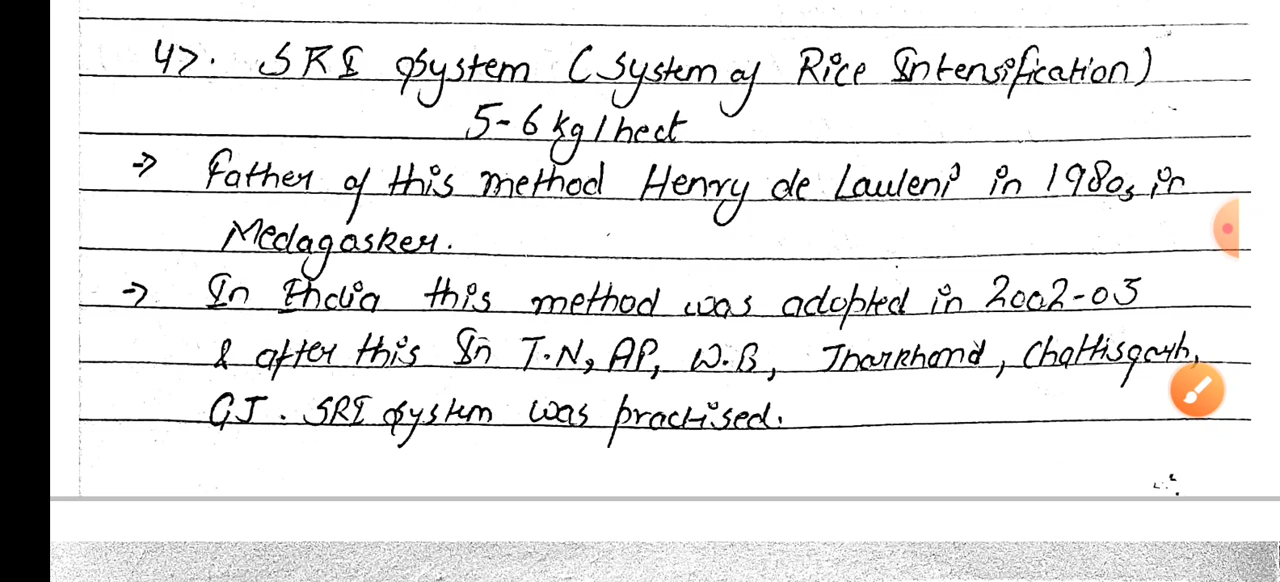 4). SRI System (System of Rice Intensification)
5-6 kg/hect
→ Father of this method Henry de Lauleni in 1980s in
Medagasker.
→ In India this method was adopted in 2002-03
& after this In T.N, AP, W.B, Jharkhand, Chattisgarh,
GJ. SRI System was practised.